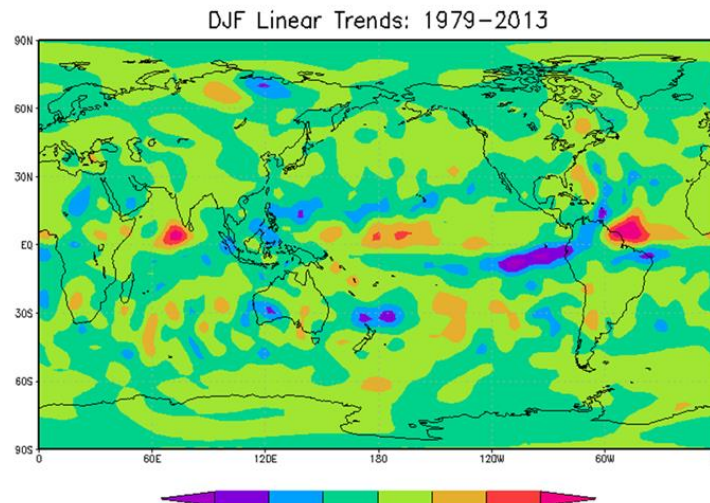 DJF Linear Trends: 1979-2013
90N
60N
30N
EQ
30S
60S
90S
0 60E 120E 180 120W 60W